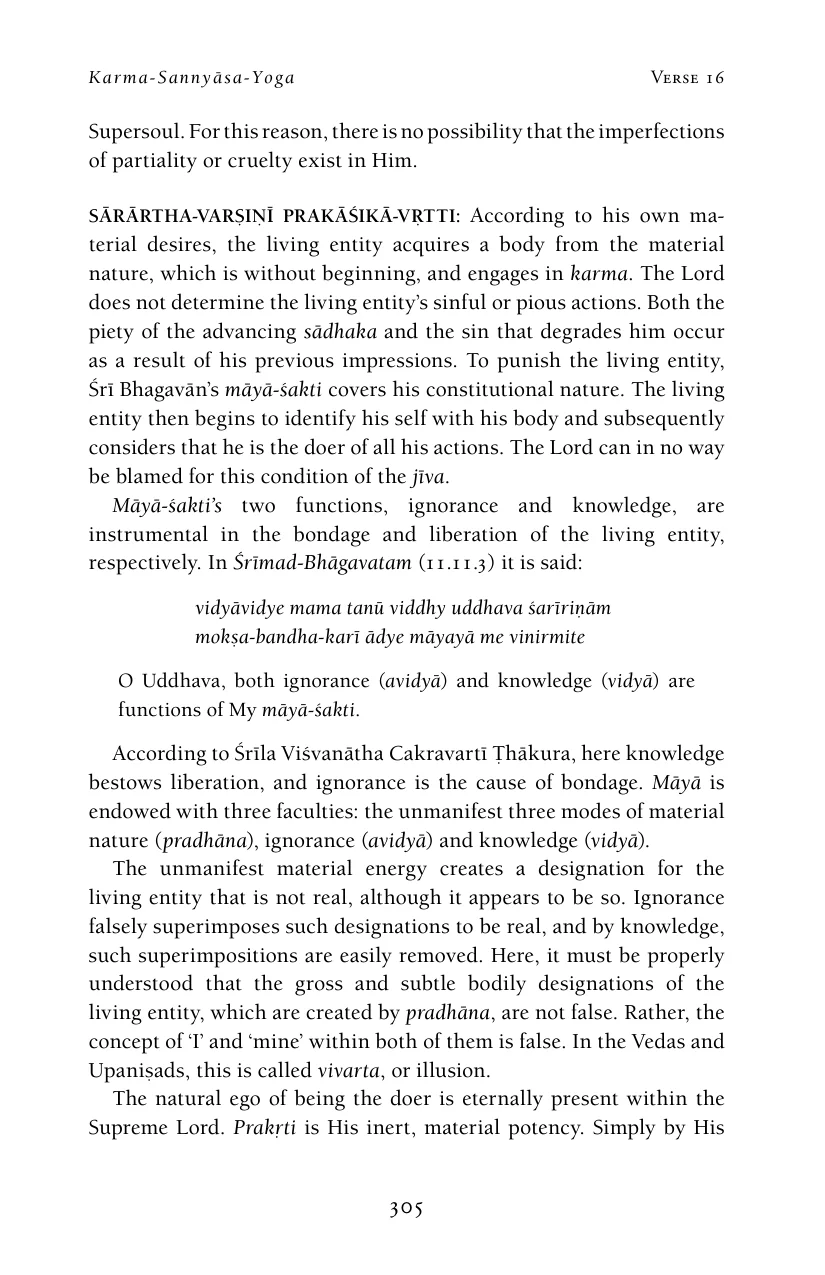 Karma-Sannyāsa-Yoga Verse 16
Supersoul. For this reason, there is no possibility that the imperfections
of partiality or cruelty exist in Him.
SĀRĀRTHA-VARṢIṆĪ PRAKĀŚIKĀ-VṚTTI: According to his own ma-
terial desires, the living entity acquires a body from the material
nature, which is without beginning, and engages in karma. The Lord
does not determine the living entity’s sinful or pious actions. Both the
piety of the advancing sādhaka and the sin that degrades him occur
as a result of his previous impressions. To punish the living entity,
Śrī Bhagavān’s māyā-śakti covers his constitutional nature. The living
entity then begins to identify his self with his body and subsequently
considers that he is the doer of all his actions. The Lord can in no way
be blamed for this condition of the jīva.
Māyā-śakti’s two functions, ignorance and knowledge, are
instrumental in the bondage and liberation of the living entity,
respectively. In Śrīmad-Bhāgavatam (11.11.3) it is said:
vidyāvidye mama tanū viddhy uddhava śarīriṇām
mokṣa-bandha-karī ādye māyayā me vinirmite
O Uddhava, both ignorance (avidyā) and knowledge (vidyā) are
functions of My māyā-śakti.
According to Śrīla Viśvanātha Cakravartī Ṭhākura, here knowledge
bestows liberation, and ignorance is the cause of bondage. Māyā is
endowed with three faculties: the unmanifest three modes of material
nature (pradhāna), ignorance (avidyā) and knowledge (vidyā).
The unmanifest material energy creates a designation for the
living entity that is not real, although it appears to be so. Ignorance
falsely superimposes such designations to be real, and by knowledge,
such superimpositions are easily removed. Here, it must be properly
understood that the gross and subtle bodily designations of the
living entity, which are created by pradhāna, are not false. Rather, the
concept of ‘I’ and ‘mine’ within both of them is false. In the Vedas and
Upaniṣads, this is called vivarta, or illusion.
The natural ego of being the doer is eternally present within the
Supreme Lord. Prakṛti is His inert, material potency. Simply by His
305